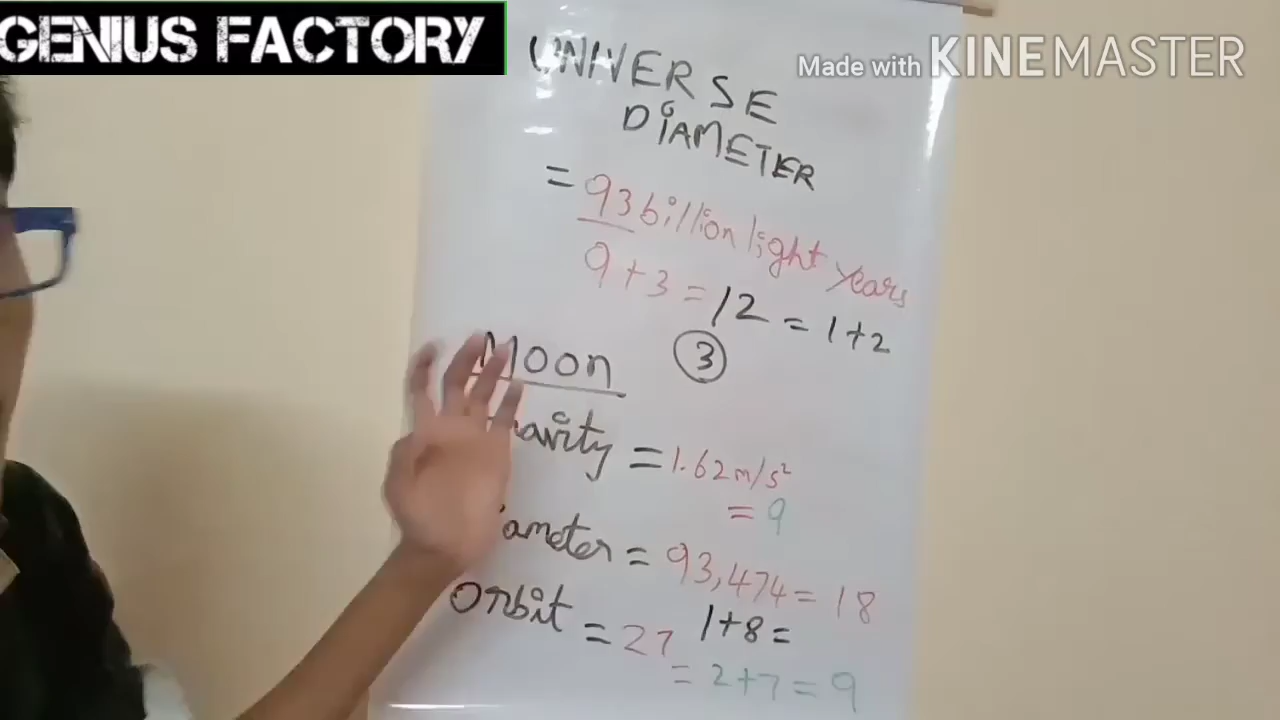 GENIUS FACTORY
Made with KINEMASTER
UNIVERSE
DIAMETER
= 93 billion light years
9 + 3 = 12 = 1+2
3
Moon
= 1.62 m/s²
= 9
= 93,474 = 18
1+8 =
Orbit = 27
= 2+7 = 9